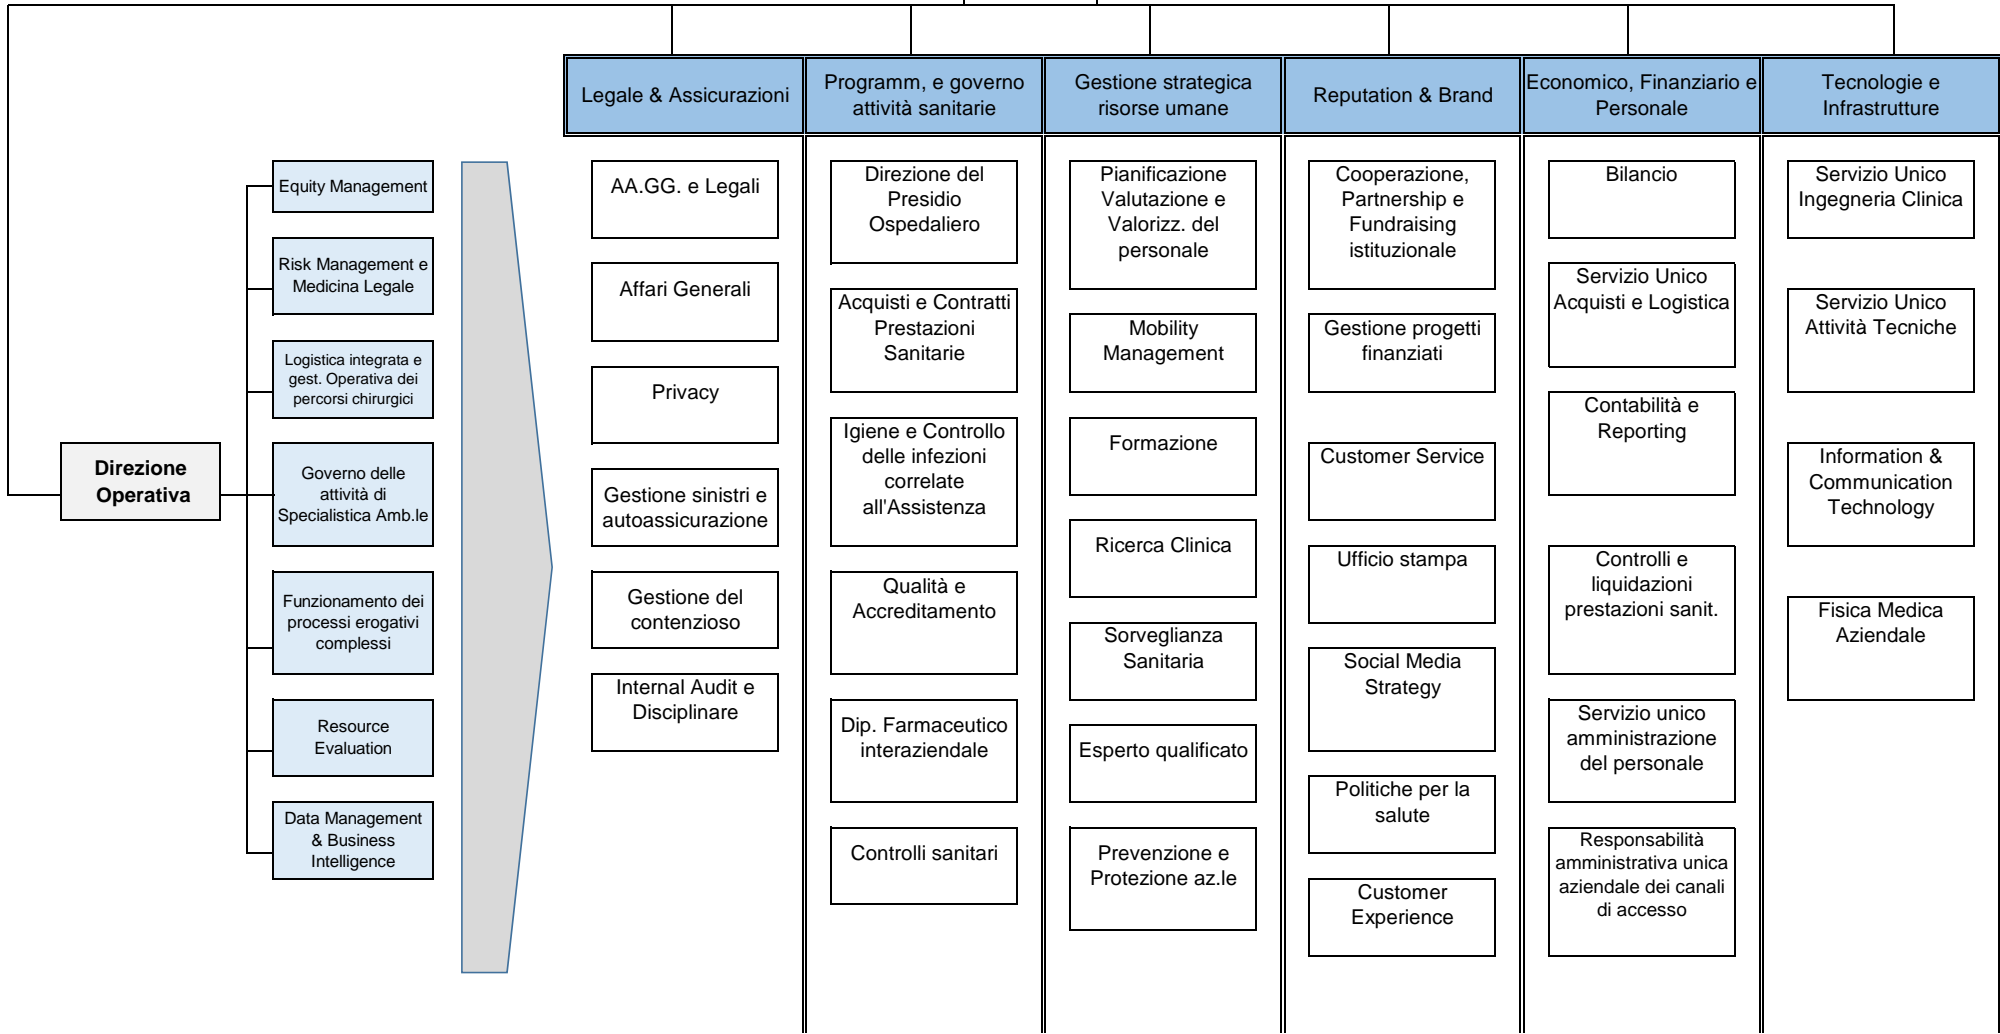 Legale & Assicurazioni
Programm, e governo
attività sanitarie
Gestione strategica
risorse umane
Reputation & Brand
Economico, Finanziario e
Personale
Tecnologie e
Infrastrutture
Direzione
Operativa
Equity Management
Risk Management e
Medicina Legale
Logistica integrata e
gest. Operativa dei
percorsi chirurgici
Governo delle
attività di
Specialistica Amb.le
Funzionamento dei
processi erogativi
complessi
Resource
Evaluation
Data Management
& Business
Intelligence
AA.GG. e Legali
Affari Generali
Privacy
Gestione sinistri e
autoassicurazione
Gestione del
contenzioso
Internal Audit e
Disciplinare
Direzione del
Presidio
Ospedaliero
Acquisti e Contratti
Prestazioni
Sanitarie
Igiene e Controllo
delle infezioni
correlate
all'Assistenza
Qualità e
Accreditamento
Dip. Farmaceutico
interaziendale
Controlli sanitari
Pianificazione
Valutazione e
Valorizz. del
personale
Mobility
Management
Formazione
Ricerca Clinica
Sorveglianza
Sanitaria
Esperto qualificato
Prevenzione e
Protezione az.le
Cooperazione,
Partnership e
Fundraising
istituzionale
Gestione progetti
finanziati
Customer Service
Ufficio stampa
Social Media
Strategy
Politiche per la
salute
Customer
Experience
Bilancio
Servizio Unico
Acquisti e Logistica
Contabilità e
Reporting
Controlli e
liquidazioni
prestazioni sanit.
Servizio unico
amministrazione
del personale
Responsabilità
amministrativa unica
aziendale dei canali
di accesso
Servizio Unico
Ingegneria Clinica
Servizio Unico
Attività Tecniche
Information &
Communication
Technology
Fisica Medica
Aziendale